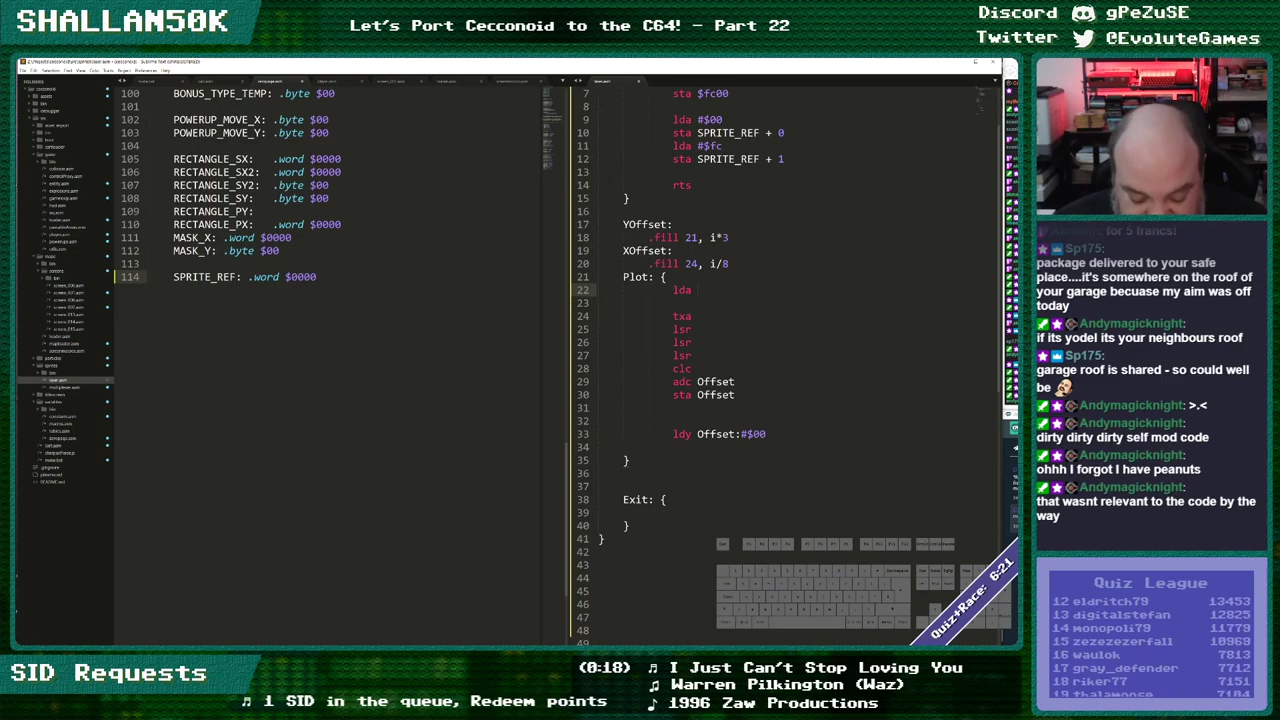 SHALLAN50K
Let's Port Cecconoid to the C64! - Part 22
Discord gPeZuSE
Twitter @EvoluteGames
100 BONUS_TYPE_TEMP: .byte $00
101
102 POWERUP_MOVE_X: .byte $00
103 POWERUP_MOVE_Y: .byte $00
104
105 RECTANGLE_SX: .word $0000
106 RECTANGLE_SX2: .word $0000
107 RECTANGLE_SY2: .byte $00
108 RECTANGLE_SY: .byte $00
109 RECTANGLE_PY:
110 RECTANGLE_PX: .word $0000
111 MASK_X: .word $0000
112 MASK_Y: .byte $00
113
114 SPRITE_REF: .word $0000
7 sta $fc00
8
9 lda #$00
10 sta SPRITE_REF + 0
11 lda #$fc
12 sta SPRITE_REF + 1
13
14 rts
15 }
16
17 YOffset:
18 .fill 21, i*3
19 XOffset:
20 .fill 24, i/8
21 Plot: {
22 lda
23
24 txa
25 lsr
26 lsr
27 lsr
28 clc
29 adc Offset
30 sta Offset
31
32
33 ldy Offset:#$00
34
35 }
36
37
38 Exit: {
39
40 }
41 }
42
43
44
45
46
47
48
for 5 francs!
Sp175:
package delivered to your safe
place....it's somewhere on the roof of
your garage becuase my aim was off
today
Andymagicknight:
if its yodel its your neighbours roof
Sp175:
garage roof is shared - so could well
be
Andymagicknight: >.<
Andymagicknight:
dirty dirty dirty self mod code
Andymagicknight:
ohhh I forgot I have peanuts
Andymagicknight:
that wasnt relevant to the code by the
way
Quiz+Race: 6:21
Quiz League
12 eldritch79 13453
13 digitalstefan 12825
14 monopoli79 11779
15 zezezezerfall 10969
16 waulok 7813
17 gray_defender 7712
18 riker77 7151
19 thalamoose 7104
SID Requests
(0:18) ♫ I Just Can't Stop Loving You
♫ Warren Pilkington (Waz)
♪ 1996 Zaw Productions
♫ 1 SID in the queue, Redeem points